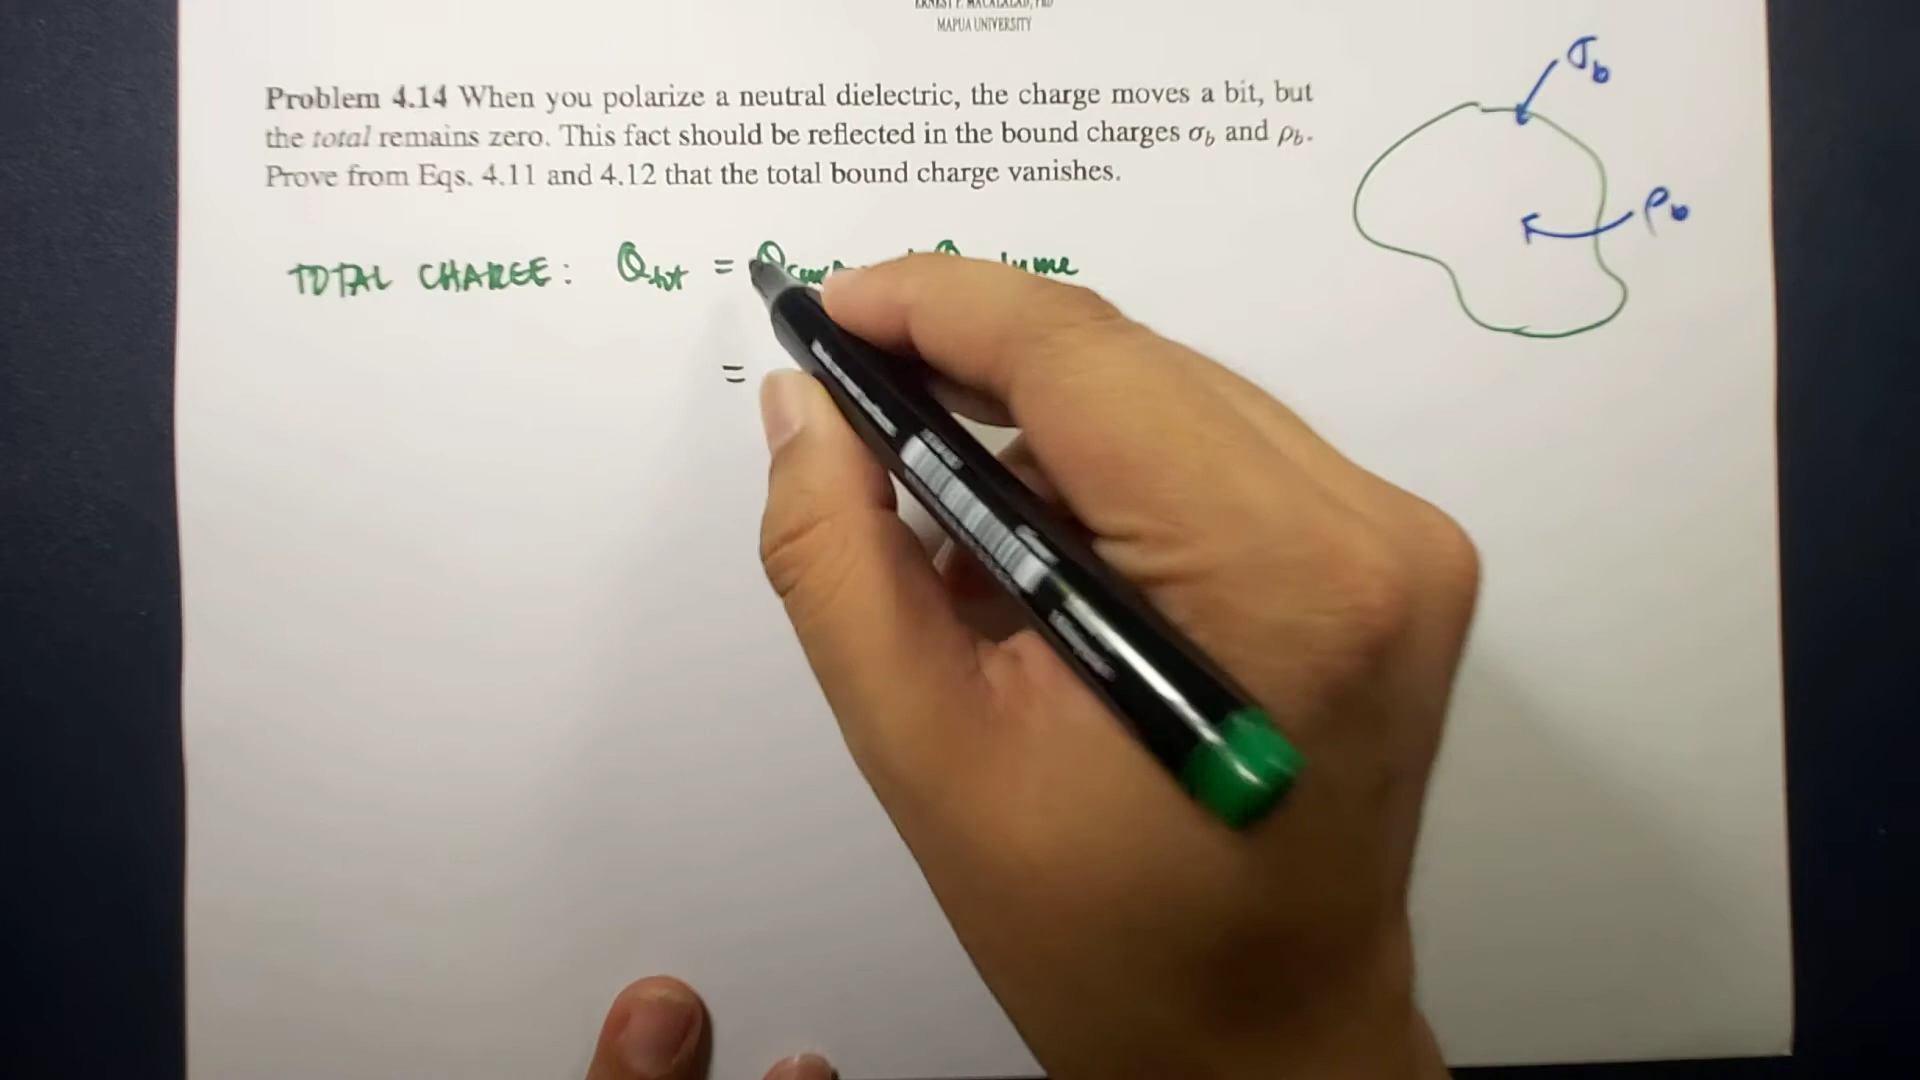 MAPUA UNIVERSITY
Problem 4.14 When you polarize a neutral dielectric, the charge moves a bit, but
the total remains zero. This fact should be reflected in the bound charges σb and ρb.
Prove from Eqs. 4.11 and 4.12 that the total bound charge vanishes.
σb
ρb
TOTAL CHARGE: Qtot =
=